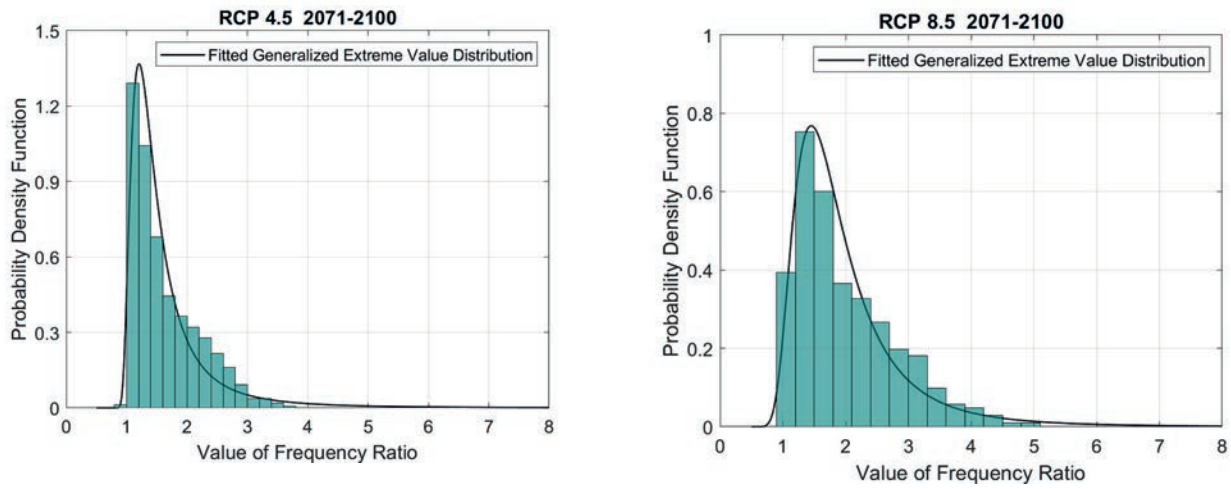 RCP 4.5 2071-2100
Fitted Generalized Extreme Value Distribution
Probability Density Function
1.5
1.2
0.9
0.6
0.3
0
0 1 2 3 4 5 6 7 8
Value of Frequency Ratio
RCP 8.5 2071-2100
Fitted Generalized Extreme Value Distribution
Probability Density Function
1
0.8
0.6
0.4
0.2
0
0 1 2 3 4 5 6 7 8
Value of Frequency Ratio